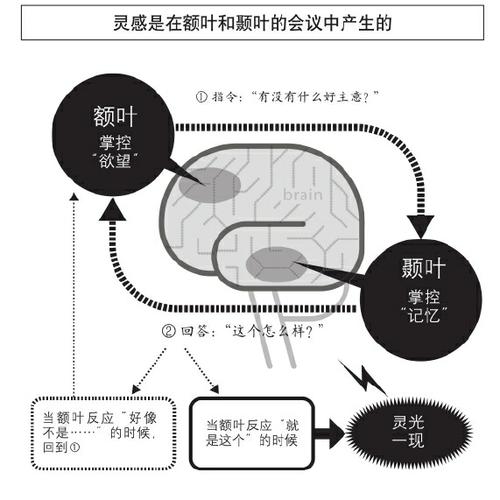 灵感是在额叶和颞叶的会议中产生的
①指令：“有没有什么好主意？”
额叶
掌控
“欲望”
brain
颞叶
掌控
“记忆”
②回答：“这个怎么样？”
当额叶反应“好像
不是……”的时候，
回到①
当额叶反应“就
是这个”的时候
灵光
一现